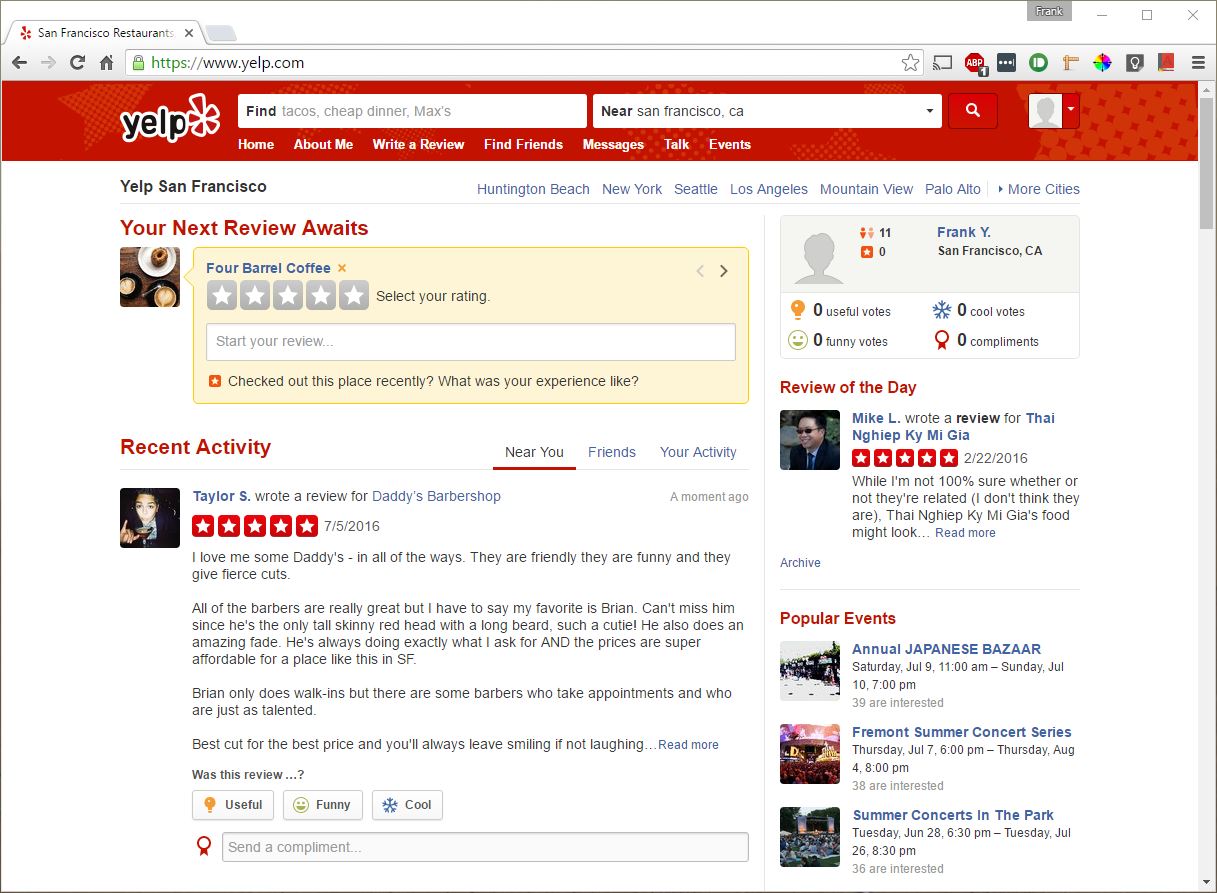 Frank
San Francisco Restaurants
https://www.yelp.com
ABP
1
yelp
Find tacos, cheap dinner, Max's
Near san francisco, ca
Home About Me Write a Review Find Friends Messages Talk Events
Yelp San Francisco
Huntington Beach New York Seattle Los Angeles Mountain View Palo Alto More Cities
Your Next Review Awaits
Four Barrel Coffee
Select your rating.
Start your review...
Checked out this place recently? What was your experience like?
Recent Activity
Near You Friends Your Activity
Taylor S. wrote a review for Daddy's Barbershop
A moment ago
7/5/2016
I love me some Daddy's - in all of the ways. They are friendly they are funny and they
give fierce cuts.
All of the barbers are really great but I have to say my favorite is Brian. Can't miss him
since he's the only tall skinny red head with a long beard, such a cutie! He also does an
amazing fade. He's always doing exactly what I ask for AND the prices are super
affordable for a place like this in SF.
Brian only does walk-ins but there are some barbers who take appointments and who
are just as talented.
Best cut for the best price and you'll always leave smiling if not laughing… Read more
Was this review …?
Useful Funny Cool
Send a compliment...
11
0
Frank Y.
San Francisco, CA
0 useful votes
0 cool votes
0 funny votes
0 compliments
Review of the Day
Mike L. wrote a review for Thai
Nghiep Ky Mi Gia
2/22/2016
While I'm not 100% sure whether or
not they're related (I don't think they
are), Thai Nghiep Ky Mi Gia's food
might look… Read more
Archive
Popular Events
Annual JAPANESE BAZAAR
Saturday, Jul 9, 11:00 am – Sunday, Jul
10, 7:00 pm
39 are interested
Fremont Summer Concert Series
Thursday, Jul 7, 6:00 pm – Thursday, Aug
4, 8:00 pm
38 are interested
Summer Concerts In The Park
Tuesday, Jun 28, 6:30 pm – Tuesday, Jul
26, 8:30 pm
36 are interested